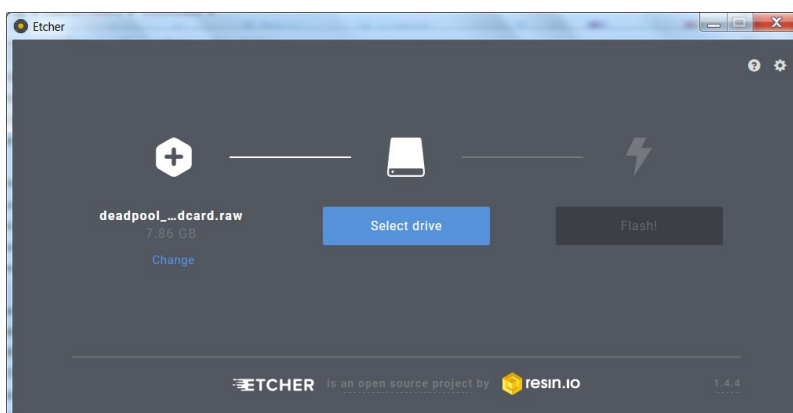 Etcher
deadpool_...dcard.raw
7.86 GB
Change
Select drive
Flash!
ETCHER is an open source project by resin.io
1.4.4